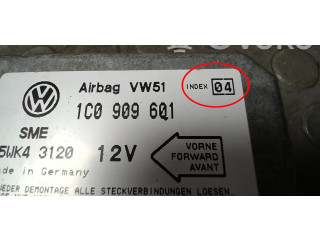 Airbag VW51 INDEX 04
1C0 909 601
SME
5WK4 3120 12V
VORNE
FORWARD
AVANT
de in Germany
DEMONTAGE ALLE STECKVERBINDUNGEN LOESEN.